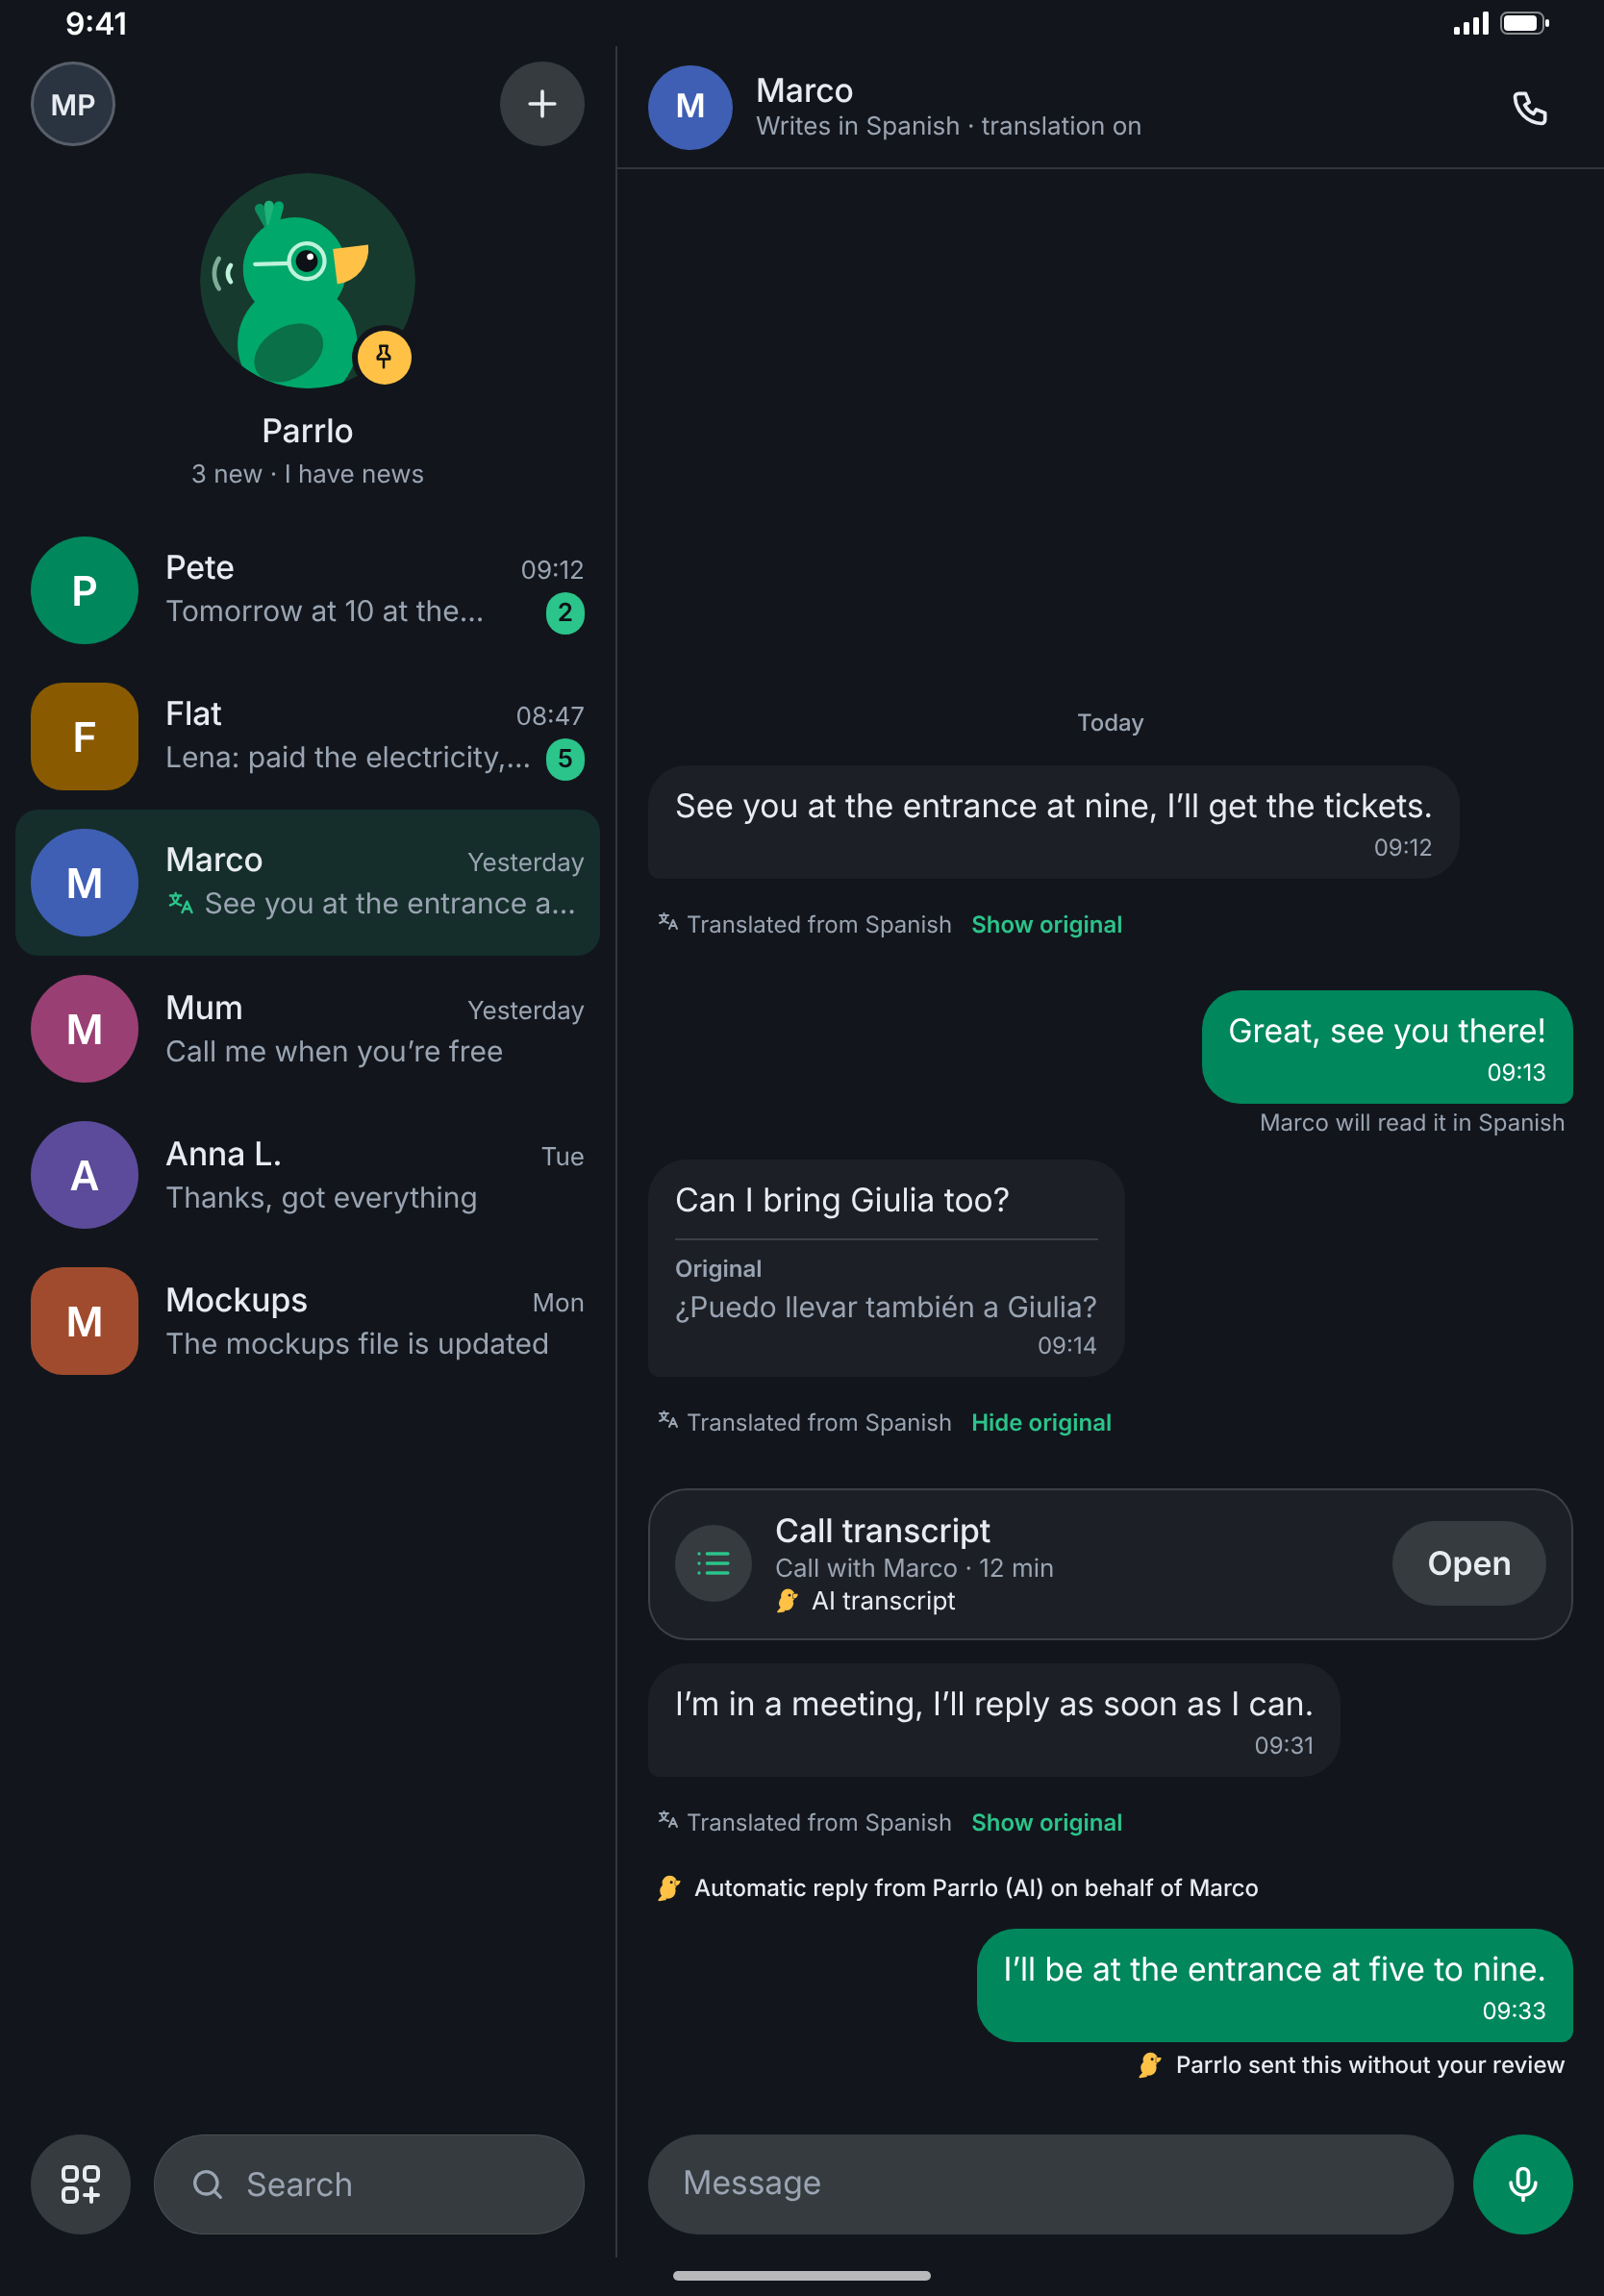 9:41
MP
Parrlo
3 new · I have news
P
Pete
09:12
Tomorrow at 10 at the...
2
F
Flat
08:47
Lena: paid the electricity,...
5
M
Marco
Yesterday
See you at the entrance a...
M
Mum
Yesterday
Call me when you’re free
A
Anna L.
Tue
Thanks, got everything
M
Mockups
Mon
The mockups file is updated
Search
M
Marco
Writes in Spanish · translation on
Today
See you at the entrance at nine, I’ll get the tickets.
09:12
Translated from Spanish Show original
Great, see you there!
09:13
Marco will read it in Spanish
Can I bring Giulia too?
Original
¿Puedo llevar también a Giulia?
09:14
Translated from Spanish Hide original
Call transcript
Call with Marco · 12 min
AI transcript
Open
I’m in a meeting, I’ll reply as soon as I can.
09:31
Translated from Spanish Show original
Automatic reply from Parrlo (AI) on behalf of Marco
I’ll be at the entrance at five to nine.
09:33
Parrlo sent this without your review
Message